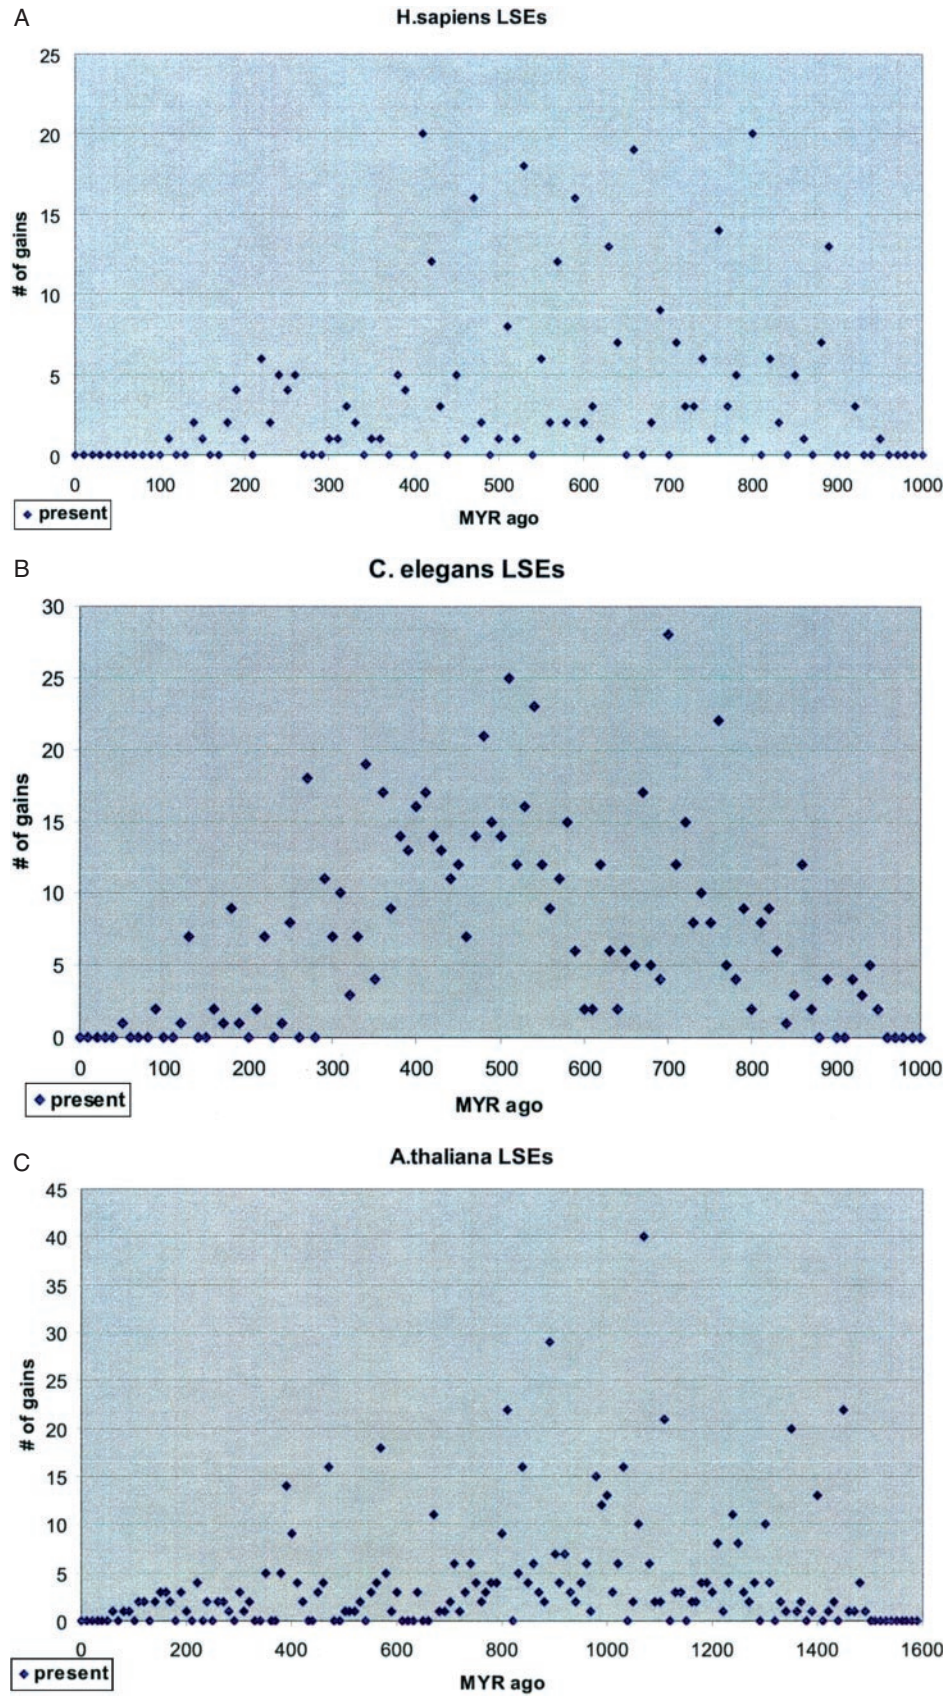 A
H.sapiens LSEs
25
20
15
10
5
0
# of gains
0 100 200 300 400 500 600 700 800 900 1000
present
MYR ago
B
C. elegans LSEs
30
25
20
15
10
5
0
# of gains
0 100 200 300 400 500 600 700 800 900 1000
present
MYR ago
C
A.thaliana LSEs
45
40
35
30
25
20
15
10
5
0
# of gains
0 200 400 600 800 1000 1200 1400 1600
present
MYR ago